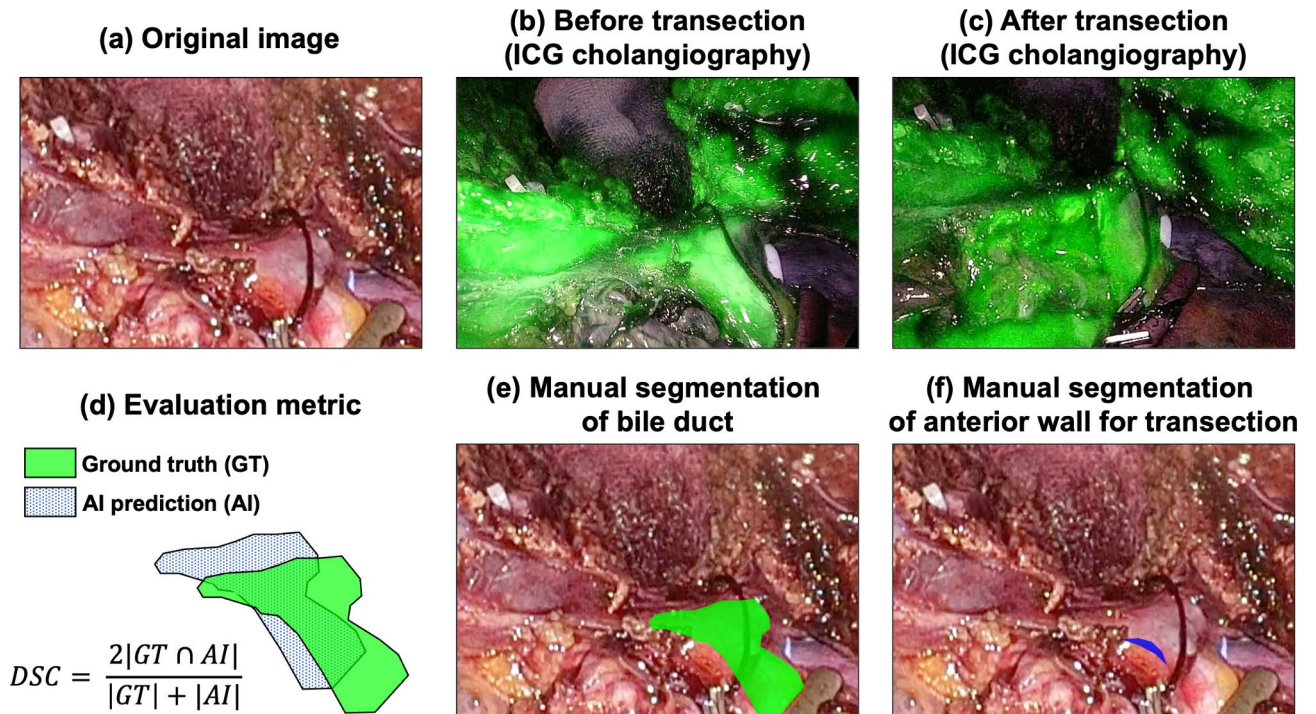 (a) Original image
(b) Before transection
(ICG cholangiography)
(c) After transection
(ICG cholangiography)
(d) Evaluation metric
Ground truth (GT)
AI prediction (AI)
DSC = 2|GT ∩ AI| / |GT| + |AI|
(e) Manual segmentation
of bile duct
(f) Manual segmentation
of anterior wall for transection